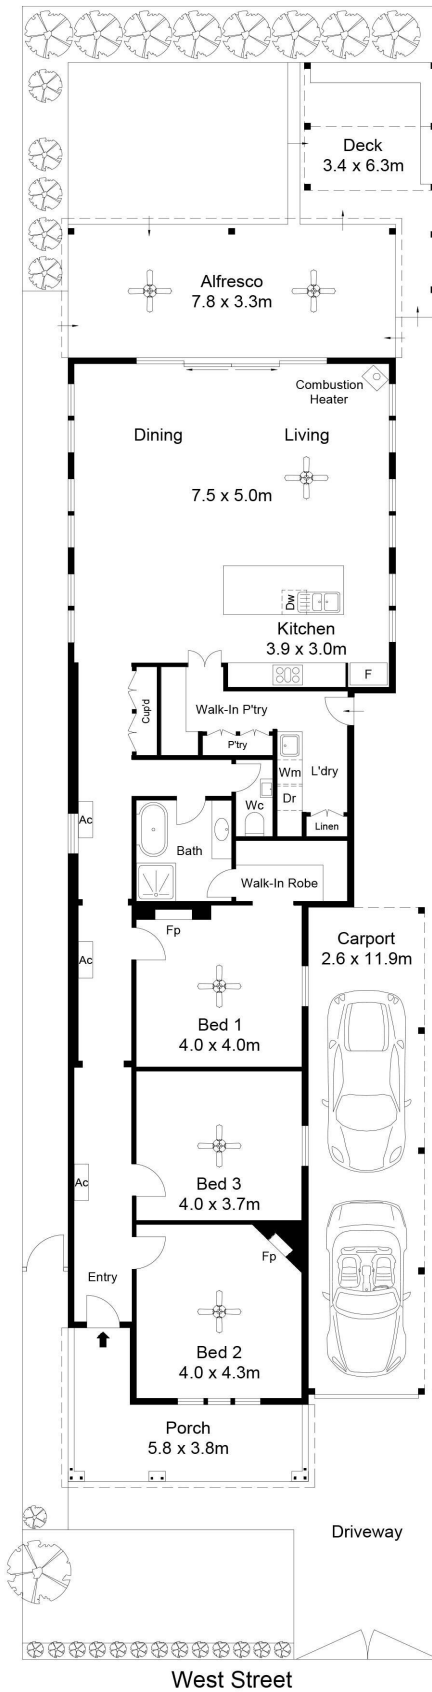 Deck
3.4 x 6.3m
Alfresco
7.8 x 3.3m
Combustion
Heater
Dining
Living
7.5 x 5.0m
Dw
Kitchen
3.9 x 3.0m
F
Cup'd
Walk-In P'try
P'try
L'dry
Wm
Dr
Wc
Linen
Ac
Bath
Walk-In Robe
Fp
Carport
2.6 x 11.9m
Ac
Bed 1
4.0 x 4.0m
Bed 3
4.0 x 3.7m
Ac
Fp
Entry
Bed 2
4.0 x 4.3m
Porch
5.8 x 3.8m
Driveway
West Street